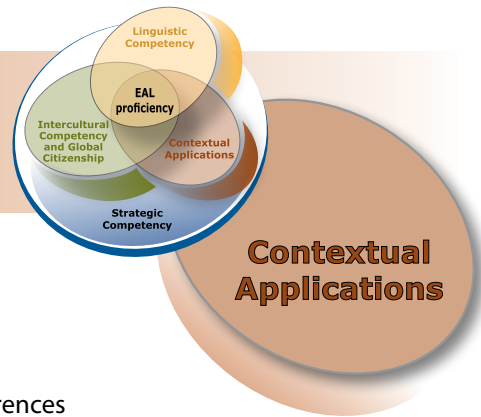 Linguistic
Competency
EAL
proficiency
Intercultural
Competency
and Global
Citizenship
Contextual
Applications
Strategic
Competency
Contextual
Applications